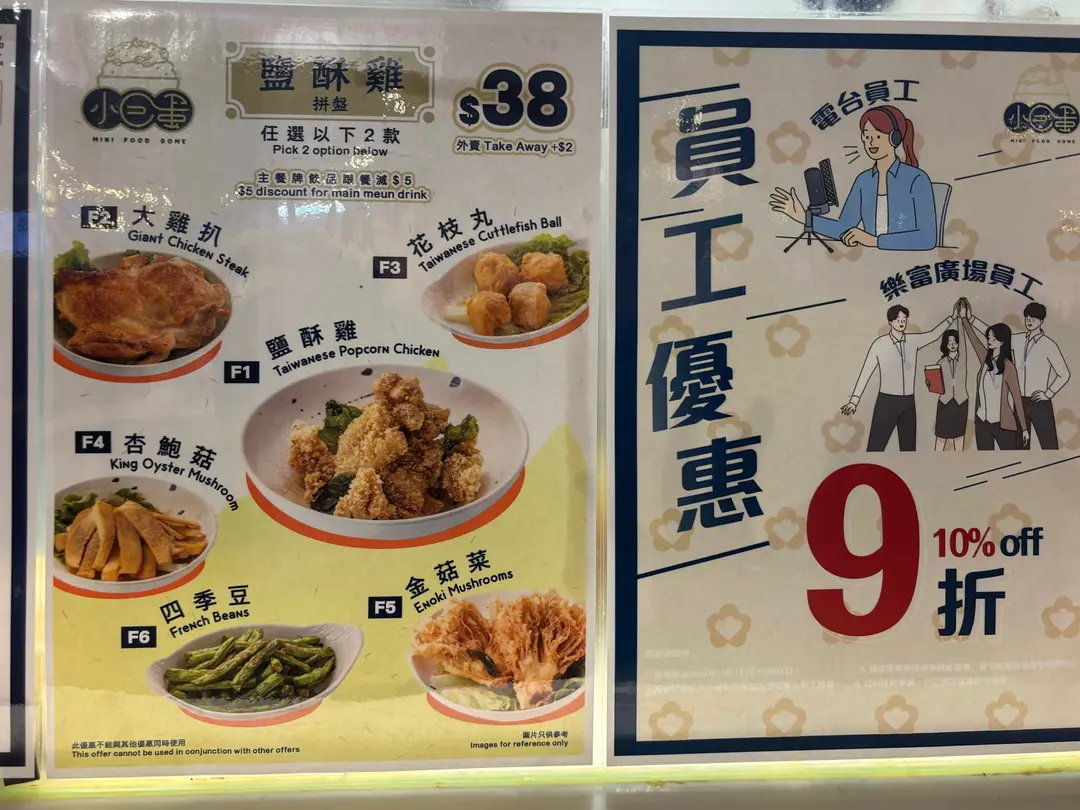 小巨蛋
MINI FOOD DOME
鹽酥雞
拼盤
任選以下2款
Pick 2 option below
$38
外賣 Take Away +$2
主餐牌飲品跟餐減$5
$5 discount for main meun drink
F2 大雞扒
Giant Chicken Steak
F3 花枝丸
Taiwanese Cuttlefish Ball
F1 鹽酥雞
Taiwanese Popcorn Chicken
F4 杏鮑菇
King Oyster Mushroom
F5 金菇菜
Enoki Mushrooms
F6 四季豆
French Beans
此優惠不能與其他優惠同時使用
This offer cannot be used in conjunction with other offers
圖片只供參考
Images for reference only
員工優惠
電台員工
小巨蛋
MINI FOOD DOME
樂富廣場員工
9折
10% off